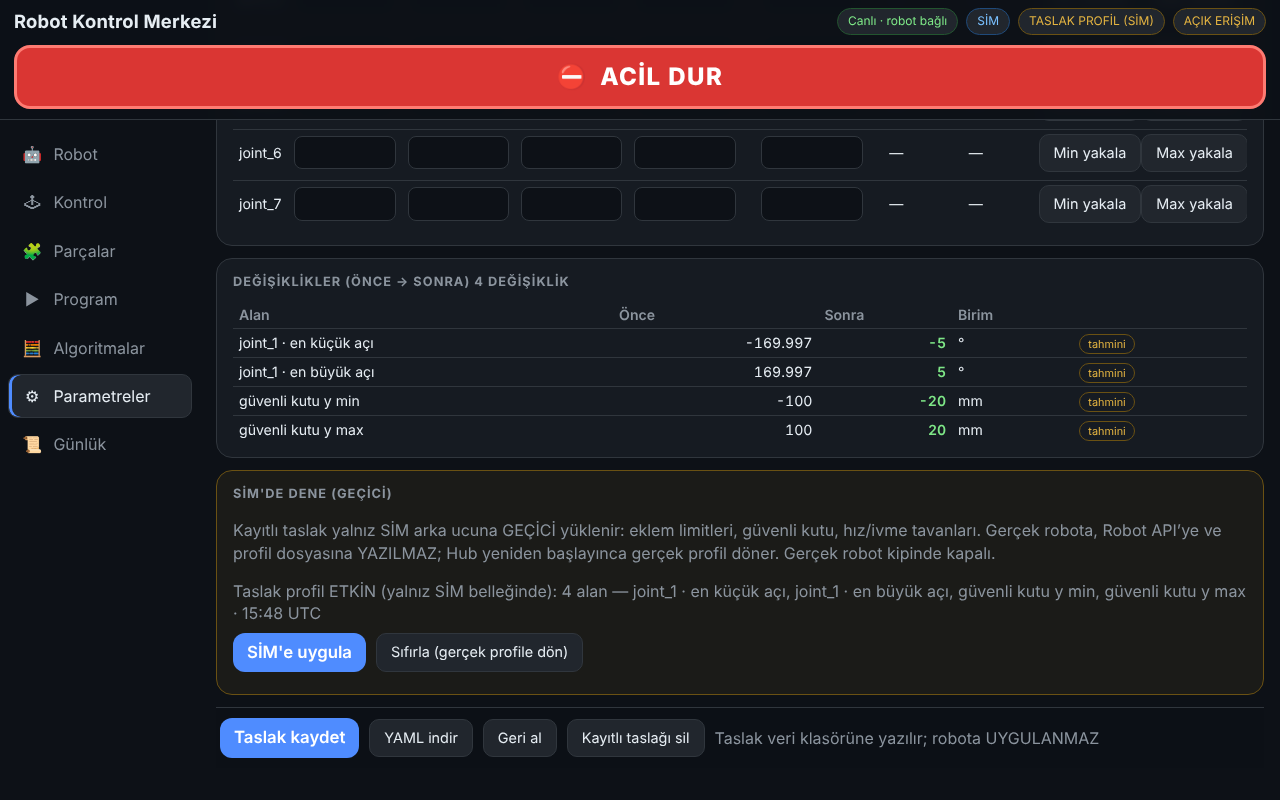 Robot Kontrol Merkezi
Canlı · robot bağlı
SİM
TASLAK PROFİL (SİM)
AÇIK ERİŞİM
ACİL DUR
Robot
Kontrol
Parçalar
Program
Algoritmalar
Parametreler
Günlük
joint_6 — — Min yakala Max yakala
joint_7 — — Min yakala Max yakala
DEĞİŞİKLİKLER (ÖNCE → SONRA) 4 DEĞİŞİKLİK
Alan Önce Sonra Birim
joint_1 · en küçük açı -169.997 -5 ° tahmini
joint_1 · en büyük açı 169.997 5 ° tahmini
güvenli kutu y min -100 -20 mm tahmini
güvenli kutu y max 100 20 mm tahmini
SİM'DE DENE (GEÇİCİ)
Kayıtlı taslak yalnız SİM arka ucuna GEÇİCİ yüklenir: eklem limitleri, güvenli kutu, hız/ivme tavanları. Gerçek robota, Robot API’ye ve
profil dosyasına YAZILMAZ; Hub yeniden başlayınca gerçek profil döner. Gerçek robot kipinde kapalı.
Taslak profil ETKİN (yalnız SİM belleğinde): 4 alan — joint_1 · en küçük açı, joint_1 · en büyük açı, güvenli kutu y min, güvenli kutu y max
· 15:48 UTC
SİM'e uygula
Sıfırla (gerçek profile dön)
Taslak kaydet
YAML indir
Geri al
Kayıtlı taslağı sil
Taslak veri klasörüne yazılır; robota UYGULANMAZ